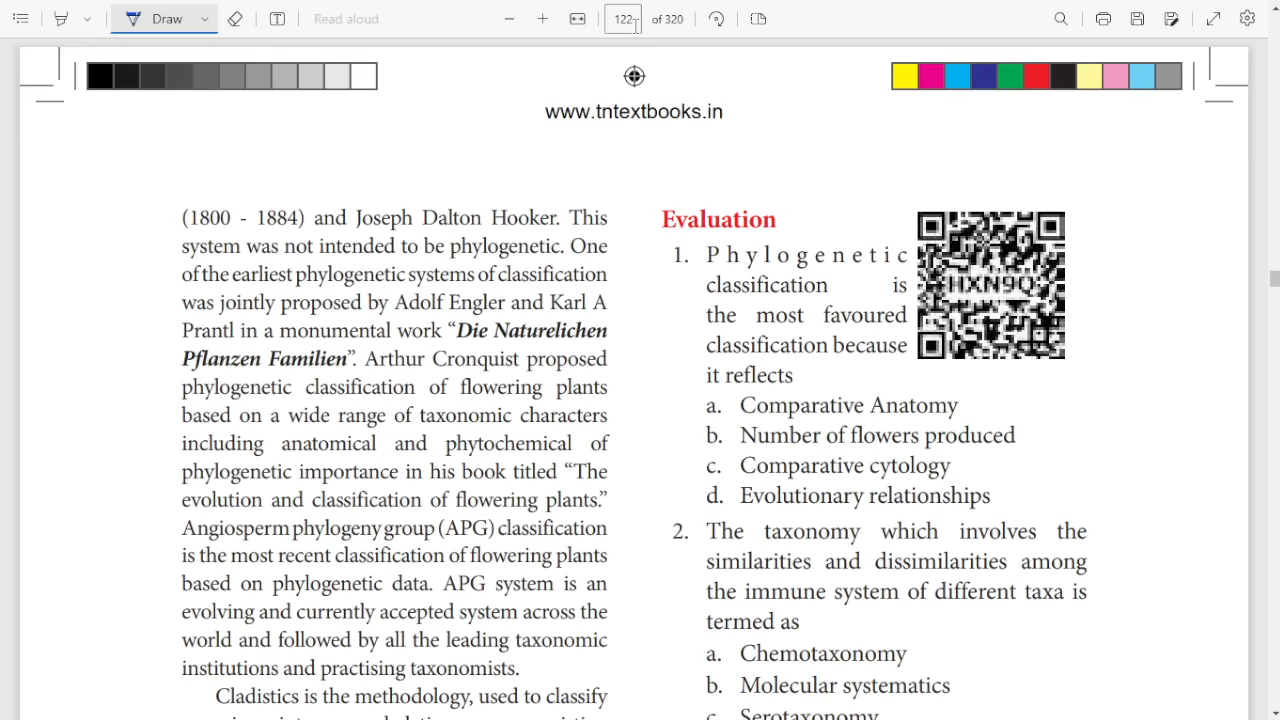 Draw
Read aloud
122
of 320
www.tntextbooks.in
(1800 - 1884) and Joseph Dalton Hooker. This
system was not intended to be phylogenetic. One
of the earliest phylogenetic systems of classification
was jointly proposed by Adolf Engler and Karl A
Prantl in a monumental work “Die Naturelichen
Pflanzen Familien”. Arthur Cronquist proposed
phylogenetic classification of flowering plants
based on a wide range of taxonomic characters
including anatomical and phytochemical of
phylogenetic importance in his book titled “The
evolution and classification of flowering plants.”
Angiosperm phylogeny group (APG) classification
is the most recent classification of flowering plants
based on phylogenetic data. APG system is an
evolving and currently accepted system across the
world and followed by all the leading taxonomic
institutions and practising taxonomists.
Cladistics is the methodology, used to classify
Evaluation
HXN9Q
1. Phylogenetic
classification is
the most favoured
classification because
it reflects
a. Comparative Anatomy
b. Number of flowers produced
c. Comparative cytology
d. Evolutionary relationships
2. The taxonomy which involves the
similarities and dissimilarities among
the immune system of different taxa is
termed as
a. Chemotaxonomy
b. Molecular systematics
c. Serotaxonomy